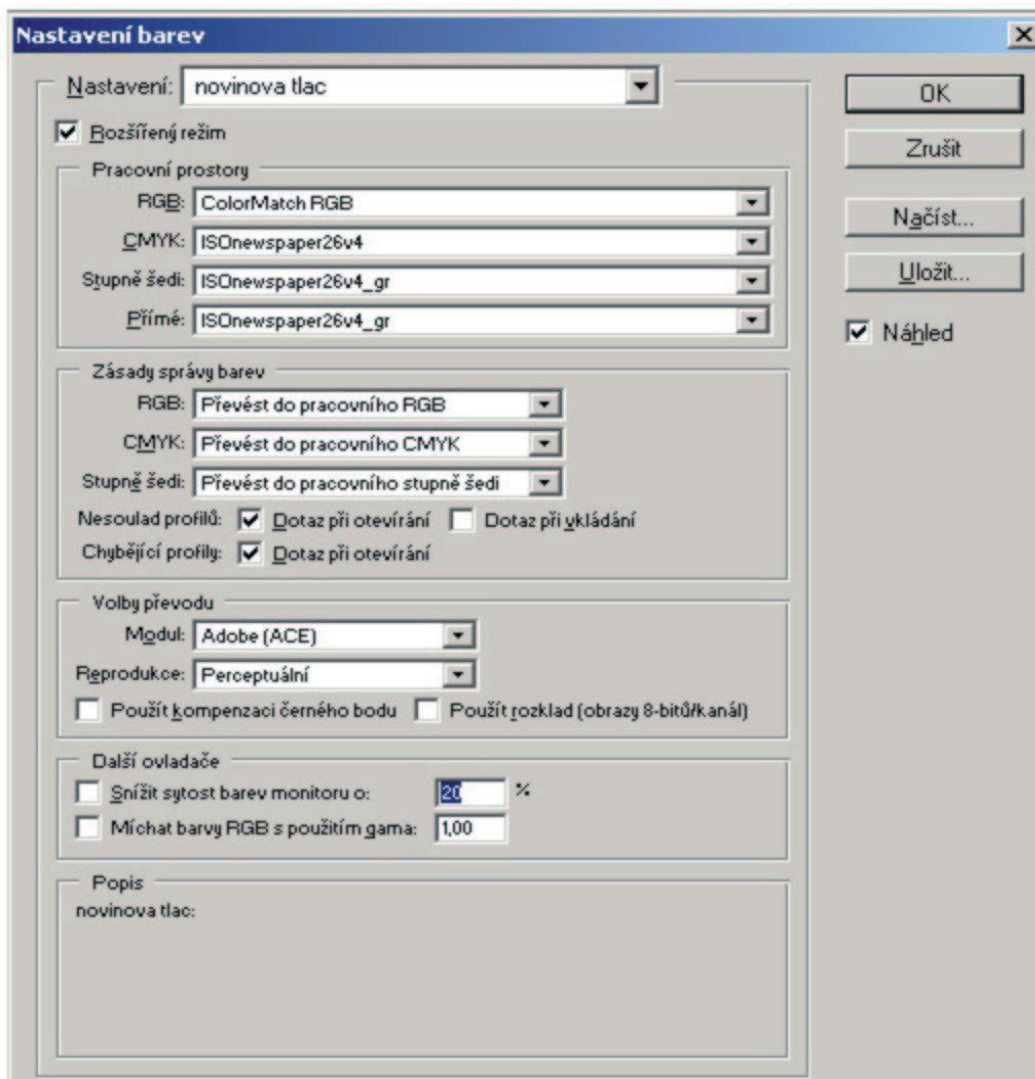 Nastavení barev
Nastavení: novinova tlac
Rozšířený režim
Pracovní prostory
RGB: ColorMatch RGB
CMYK: ISOnewspaper26v4
Stupně šedi: ISOnewspaper26v4_gr
Přímé: ISOnewspaper26v4_gr
Zásady správy barev
RGB: Převést do pracovního RGB
CMYK: Převést do pracovního CMYK
Stupně šedi: Převést do pracovního stupně šedi
Nesoulad profilů: Dotaz při otevírání Dotaz při vkládání
Chybějící profily: Dotaz při otevírání
Volby převodu
Modul: Adobe (ACE)
Reprodukce: Perceptuální
Použít kompenzaci černého bodu Použít rozklad (obrazy 8-bitů/kanál)
Další ovladače
Snížit sytost barev monitoru o: 20 %
Míchat barvy RGB s použitím gama: 1,00
Popis
novinova tlac:
OK
Zrušit
Načíst...
Uložit...
Náhled